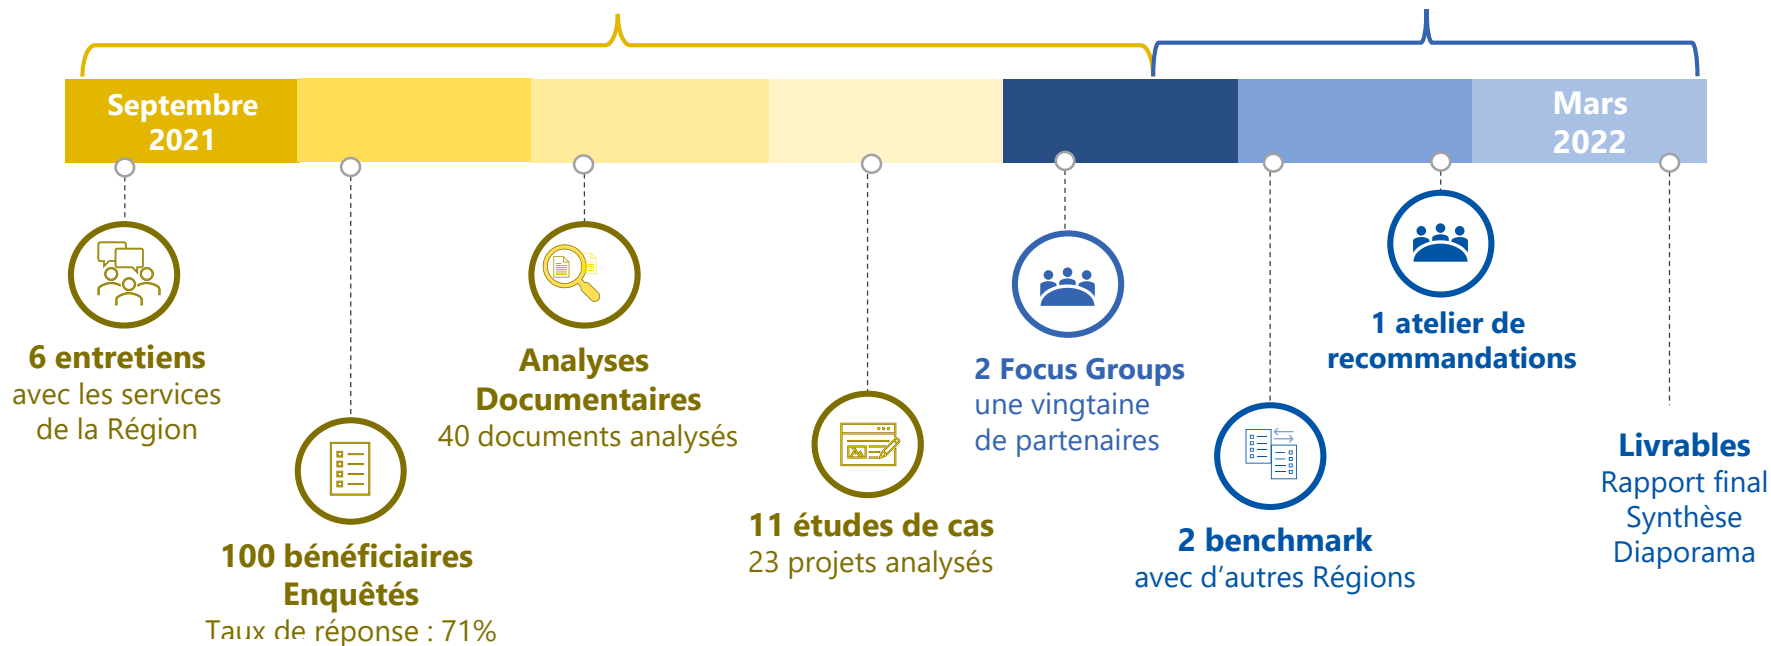 Septembre
2021
Mars
2022
6 entretiens
avec les services
de la Région
100 bénéficiaires
Enquêtés
Taux de réponse : 71%
Analyses
Documentaires
40 documents analysés
11 études de cas
23 projets analysés
2 Focus Groups
une vingtaine
de partenaires
2 benchmark
avec d’autres Régions
1 atelier de
recommandations
Livrables
Rapport final
Synthèse
Diaporama